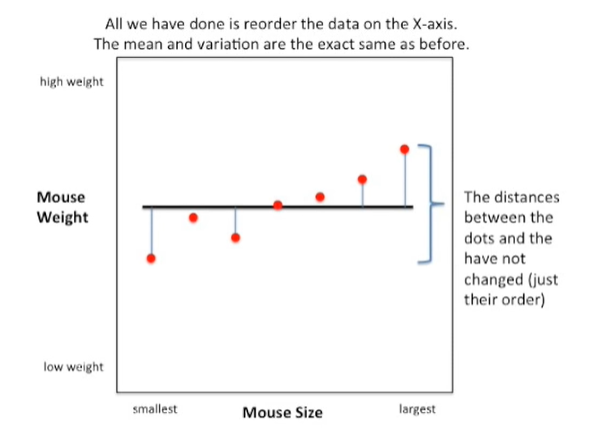 All we have done is reorder the data on the X-axis.
The mean and variation are the exact same as before.
high weight
Mouse
Weight
The distances
between the
dots and the
have not
changed (just
their order)
low weight
smallest
Mouse Size
largest